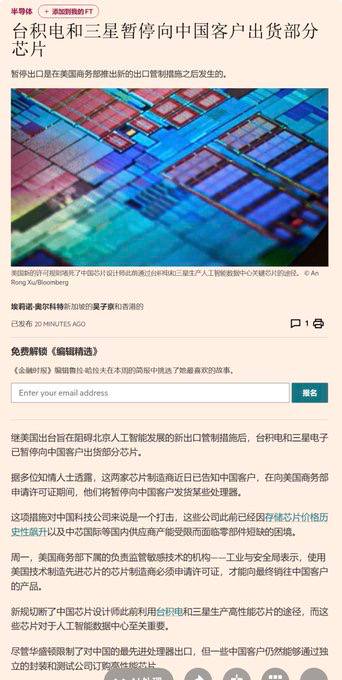 半导体 + 添加到我的 FT
台积电和三星暂停向中国客户出货部分
芯片
暂停出口是在美国商务部推出新的出口管制措施之后发生的。
美国新的许可规则堵死了中国芯片设计师此前通过台积电和三星生产人工智能数据中心关键芯片的途径。 © An
Rong Xu/Bloomberg
埃莉诺·奥尔科特新加坡的吴子京和香港的
已发布 20 MINUTES AGO
1
免费解锁《编辑精选》
《金融时报》编辑鲁拉·哈拉夫在本周的简报中挑选了她最喜欢的故事。
Enter your email address 报名
继美国出台旨在阻碍北京人工智能发展的新出口管制措施后，台积电和三星电子
已暂停向中国客户出货部分芯片。
据多位知情人士透露，这两家芯片制造商近日已告知中国客户，在向美国商务部
申请许可证期间，他们将暂停向中国客户发货某些处理器。
这项措施对中国科技公司来说是一个打击，这些公司此前已经因存储芯片价格历
史性飙升以及中芯国际等国内供应商产能受限而面临零部件短缺的困境。
周一，美国商务部下属的负责监管敏感技术的机构——工业与安全局表示，使用
美国技术制造先进芯片的芯片制造商必须申请许可证，才能向最终销往中国客户
的产品。
新规切断了中国芯片设计师此前利用台积电和三星生产高性能芯片的途径，而这
些芯片对于人工智能数据中心至关重要。
尽管华盛顿限制了对中国的最先进处理器出口，但一些中国客户仍然能够通过独
立的封装和测试公司订购高性能芯片。